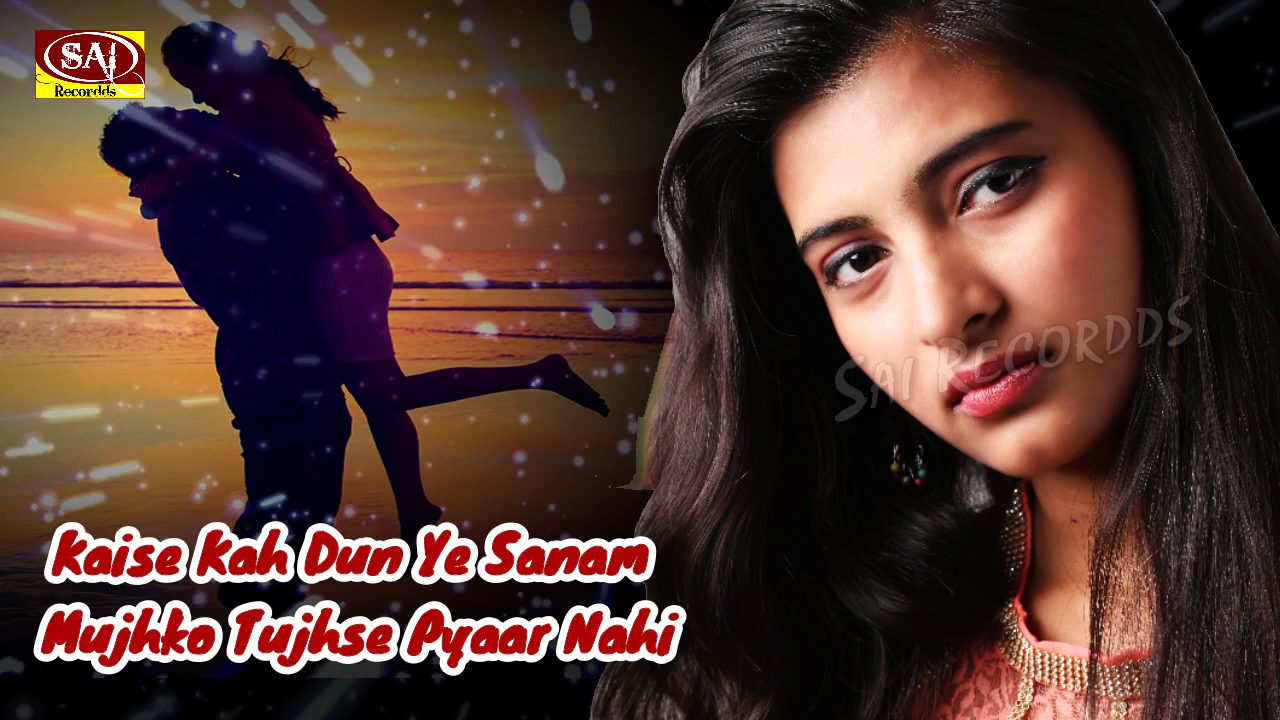 SAI
Recordds
Sai Recordds
Kaise Kah Dun Ye Sanam
Mujhko Tujhse Pyaar Nahi